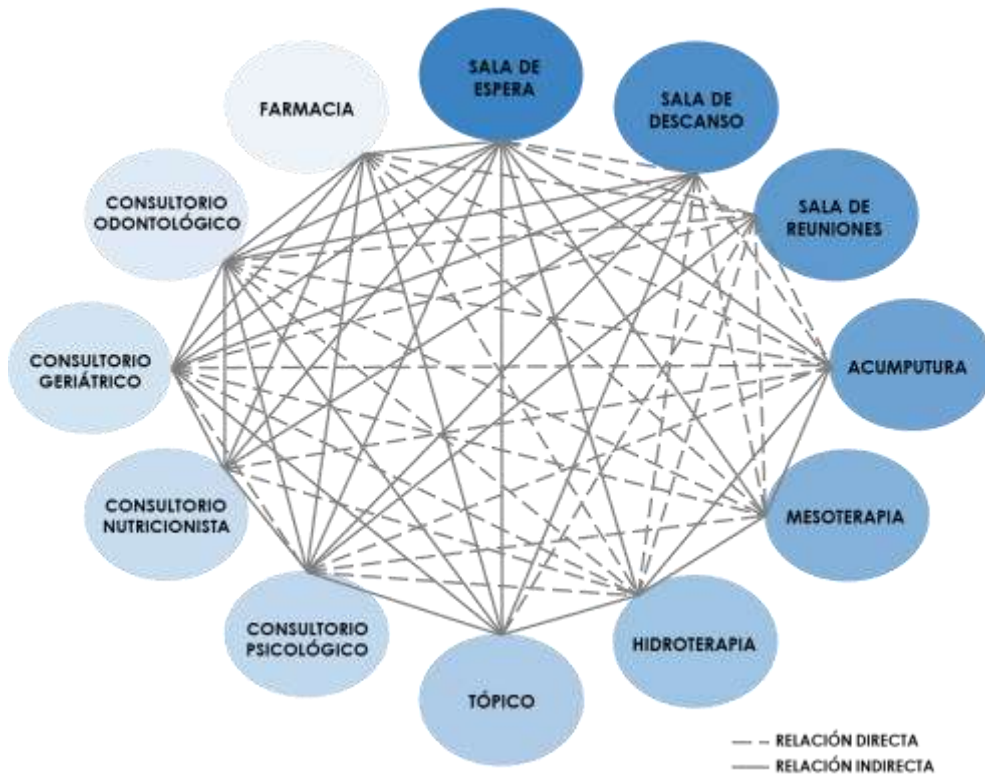 SALA DE
ESPERA
SALA DE
DESCANSO
FARMACIA
CONSULTORIO
ODONTOLÓGICO
SALA DE
REUNIONES
CONSULTORIO
GERIÁTRICO
ACUMPUTURA
CONSULTORIO
NUTRICIONISTA
MESOTERAPIA
CONSULTORIO
PSICOLÓGICO
HIDROTERAPIA
TÓPICO
RELACIÓN DIRECTA
RELACIÓN INDIRECTA